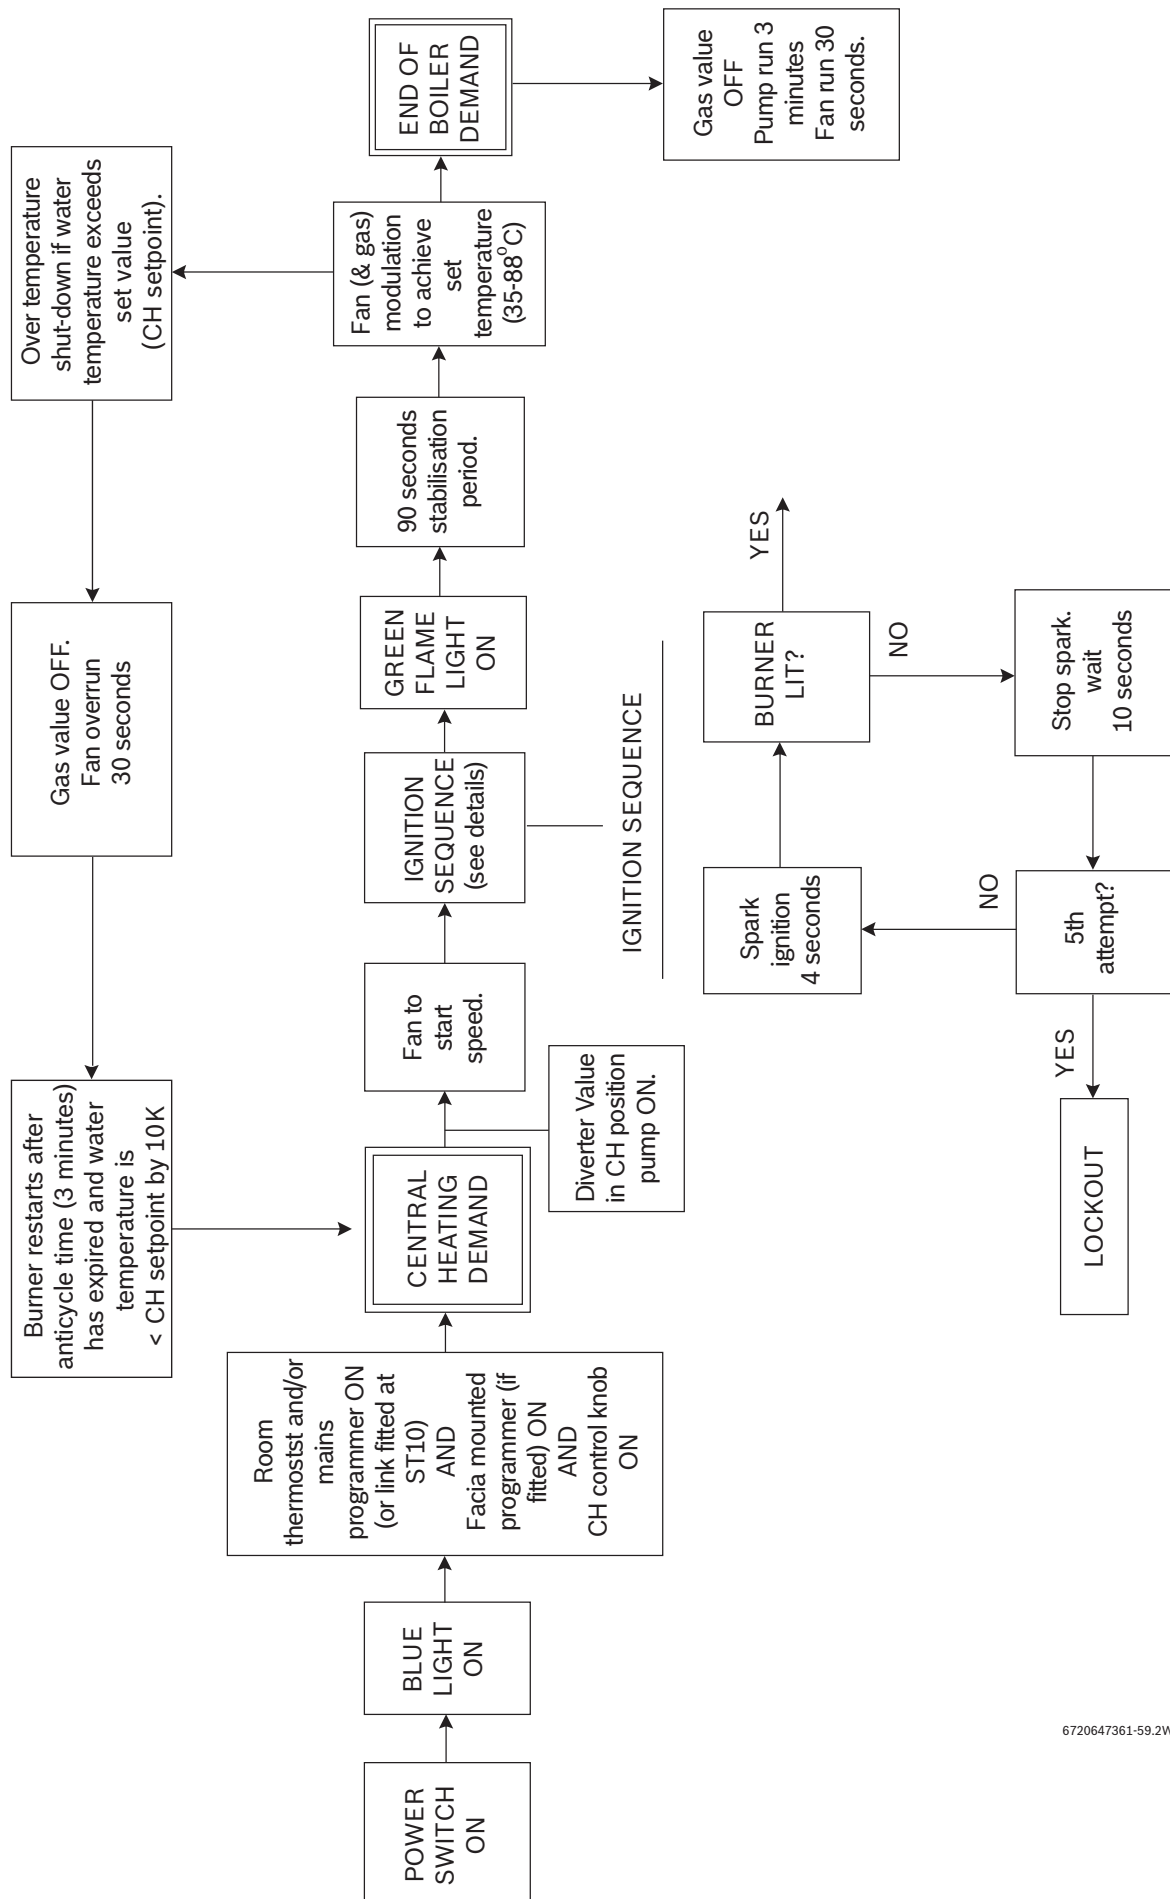 POWER
SWITCH
ON
BLUE
LIGHT
ON
Room
thermostst and/or
mains
programmer ON
(or link fitted at
ST10)
AND
Facia mounted
programmer (if
fitted) ON
AND
CH control knob
ON
CENTRAL
HEATING
DEMAND
Diverter Value
in CH position
pump ON.
Fan to
start
speed.
IGNITION
SEQUENCE
(see details)
GREEN
FLAME
LIGHT
ON
90 seconds
stabilisation
period.
Fan (& gas)
modulation
to achieve
set
temperature
(35-88°C)
END OF
BOILER
DEMAND
Gas value
OFF
Pump run 3
minutes
Fan run 30
seconds.
Over temperature
shut-down if water
temperature exceeds
set value
(CH setpoint).
Gas value OFF.
Fan overrun
30 seconds
Burner restarts after
anticycle time (3 minutes)
has expired and water
temperature is
< CH setpoint by 10K
IGNITION SEQUENCE
Spark
ignition
4 seconds
BURNER
LIT?
YES
NO
Stop spark.
wait
10 seconds
5th
attempt?
NO
YES
LOCKOUT
6720647361-59.2W